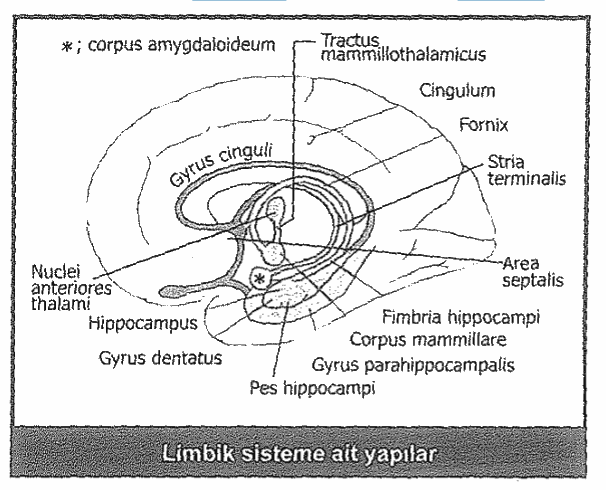 *; corpus amygdaloideum
Tractus
mammillothalamicus
Cingulum
Fornix
Gyrus cinguli
Stria
terminalis
Nuclei
anteriores
thalami
Area
septalis
Hippocampus
Fimbria hippocampi
Corpus mammillare
Gyrus dentatus
Gyrus parahippocampalis
Pes hippocampi
*
Limbik sisteme ait yapılar